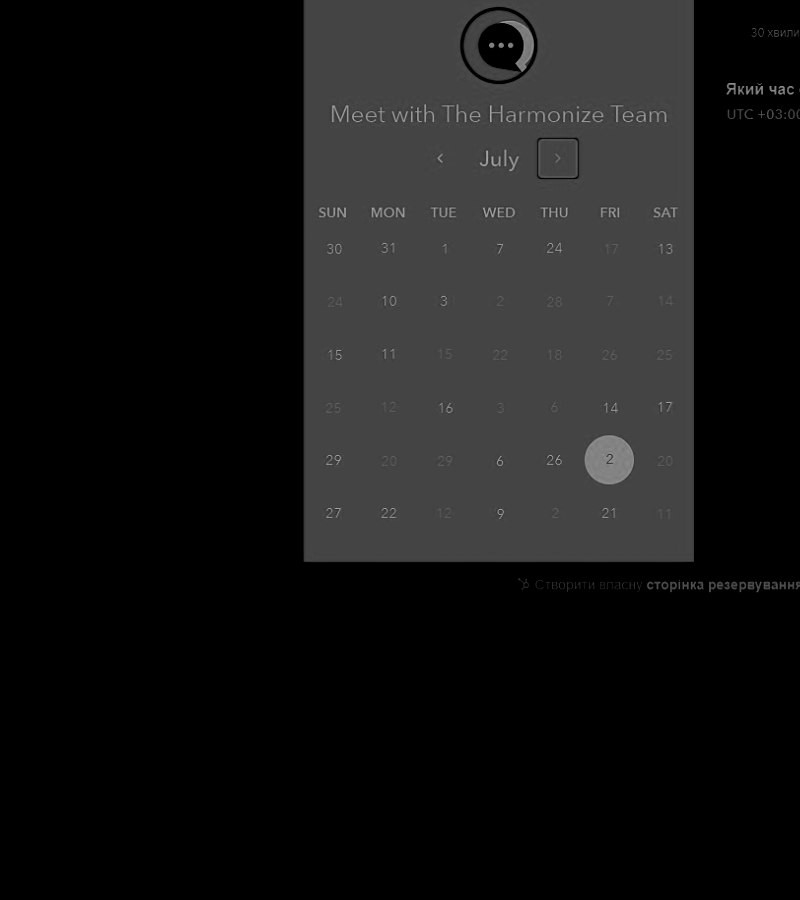 30 хвили
Який час
UTC +03:00
Meet with The Harmonize Team
July
SUN MON TUE WED THU FRI SAT
30 31 1 7 24 17 13
24 10 3 2 28 7 14
15 11 15 22 18 26 25
25 12 16 3 6 14 17
29 20 29 6 26 2 20
27 22 12 9 2 21 11
Створити власну сторінка резервування